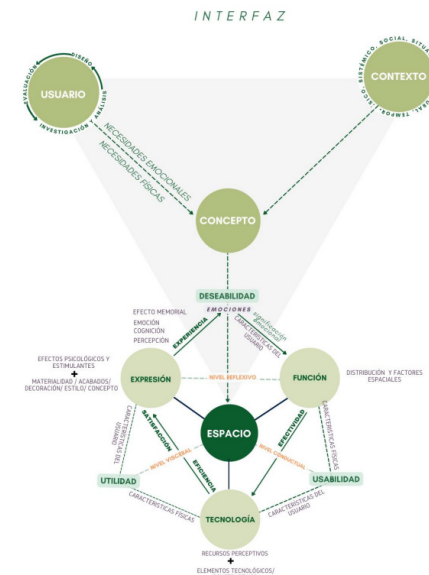 INTERFAZ
DISEÑO
EVALUACIÓN
USUARIO
INVESTIGACIÓN Y ANÁLISIS
SISTÉMICO, SOCIAL, SITUA
CONTEXTO
NECESIDADES EMOCIONALES
NECESIDADES FÍSICAS
CONCEPTO
DESEABILIDAD
EMOCIONES
EFECTO MEMORIAL
EMOCIÓN
COGNICIÓN
PERCEPCIÓN
EXPERIENCIA
significación
emocional
CARACTERÍSTICAS DEL
USUARIO
EFECTOS PSICOLÓGICOS Y
ESTIMULANTES
+
MATERIALIDAD / ACABADOS/
DECORACIÓN/ ESTILO/ CONCEPTO
EXPRESIÓN
NIVEL REFLEXIVO
FUNCIÓN
DISTRIBUCIÓN Y FACTORES
ESPACIALES
CARACTERÍSTICAS DEL
USUARIO
SATISFACCIÓN
ESPACIO
EFECTIVIDAD
CARACTERÍSTICAS FÍSICAS
NIVEL VISCERAL
EFICIENCIA
NIVEL CONDUCTUAL
UTILIDAD
USABILIDAD
CARACTERÍSTICAS FÍSICAS
TECNOLOGÍA
CARACTERÍSTICAS DEL
USUARIO
RECURSOS PERCEPTIVOS
+
ELEMENTOS TECNOLÓGICOS/